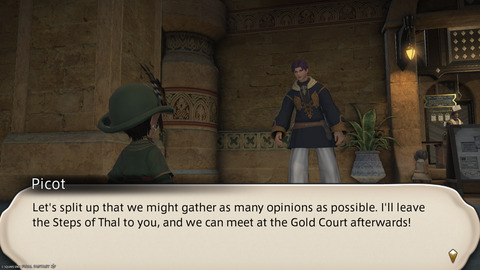 Picot
Let's split up that we might gather as many opinions as possible. I'll leave
the Steps of Thal to you, and we can meet at the Gold Court afterwards!